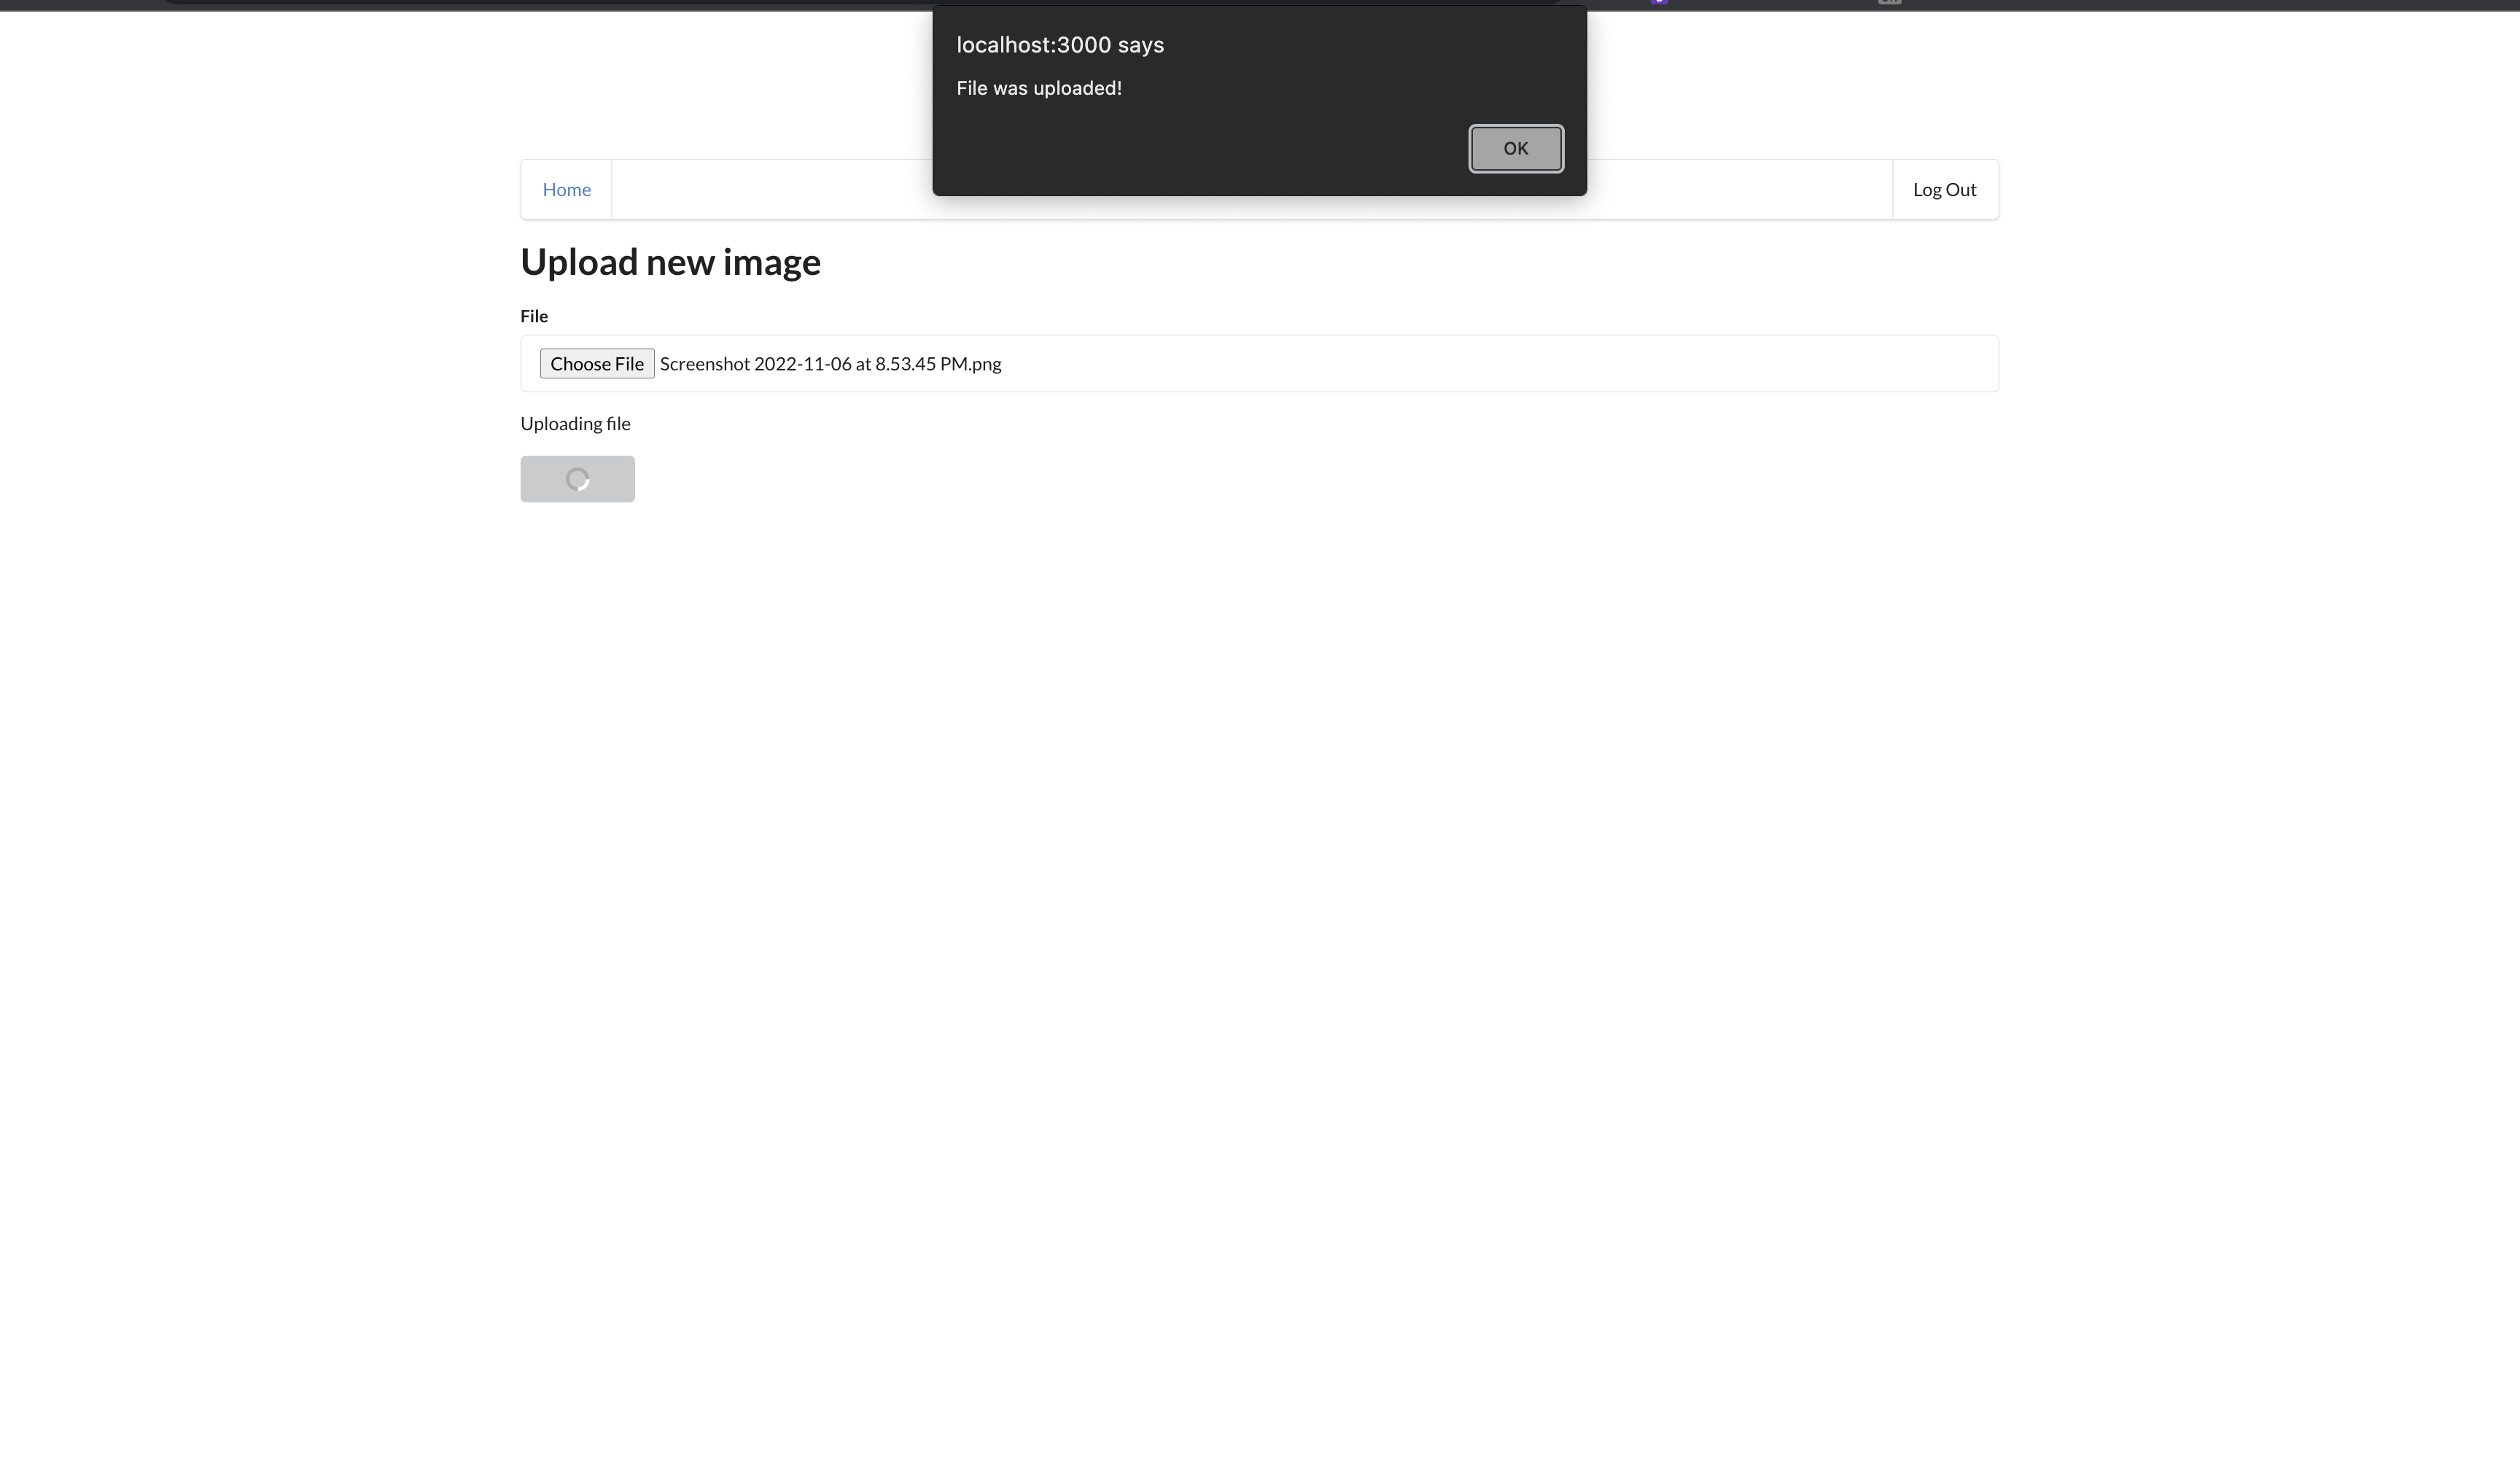 localhost:3000 says
File was uploaded!
OK
Home
Log Out
Upload new image
File
Choose File Screenshot 2022-11-06 at 8.53.45 PM.png
Uploading file